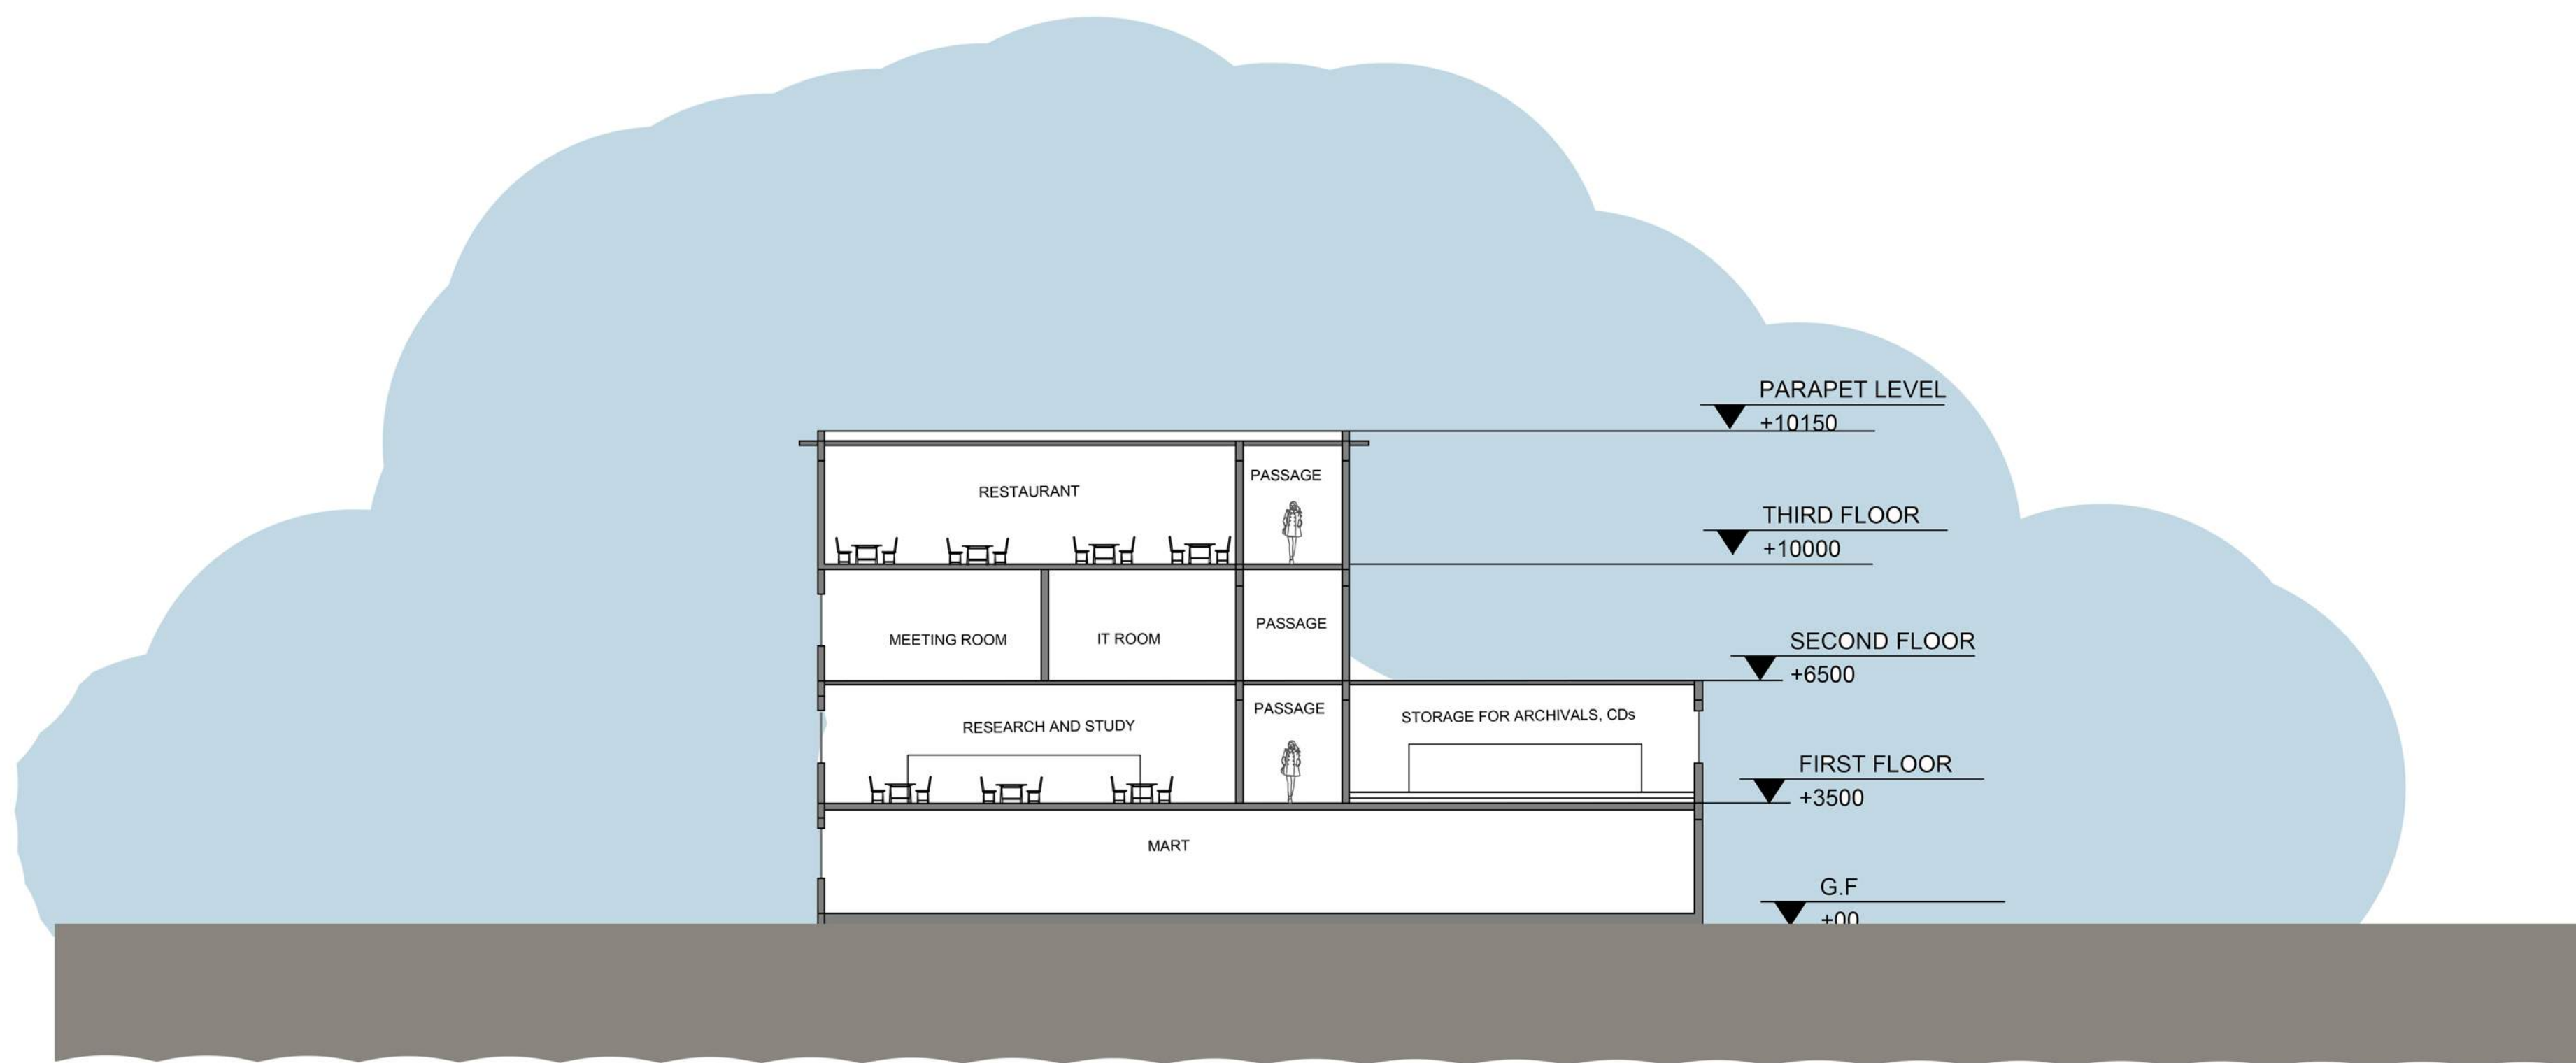 PARAPET LEVEL
+10150
RESTAURANT
PASSAGE
THIRD FLOOR
+10000
MEETING ROOM
IT ROOM
PASSAGE
SECOND FLOOR
+6500
RESEARCH AND STUDY
PASSAGE
STORAGE FOR ARCHIVALS, CDs
FIRST FLOOR
+3500
MART
G.F
+00